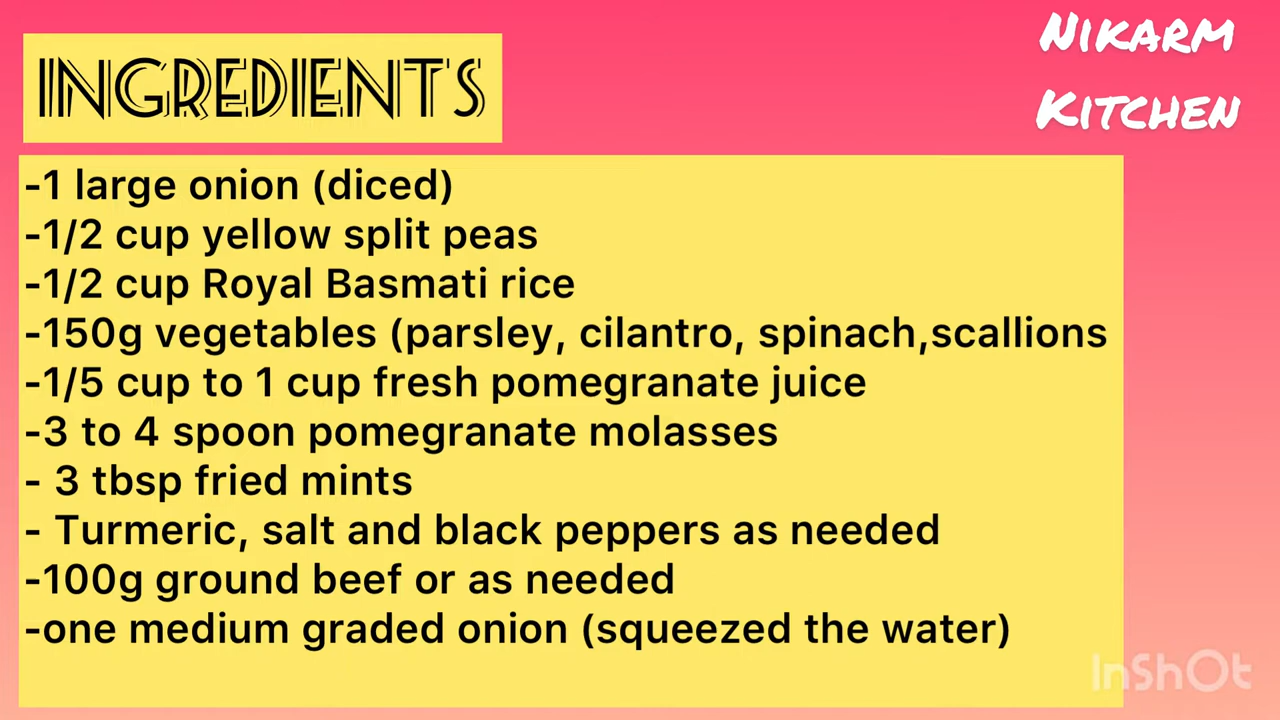 INGREDIENTS
Nikarm
Kitchen
-1 large onion (diced)
-1/2 cup yellow split peas
-1/2 cup Royal Basmati rice
-150g vegetables (parsley, cilantro, spinach,scallions
-1/5 cup to 1 cup fresh pomegranate juice
-3 to 4 spoon pomegranate molasses
- 3 tbsp fried mints
- Turmeric, salt and black peppers as needed
-100g ground beef or as needed
-one medium graded onion (squeezed the water)
InShOt